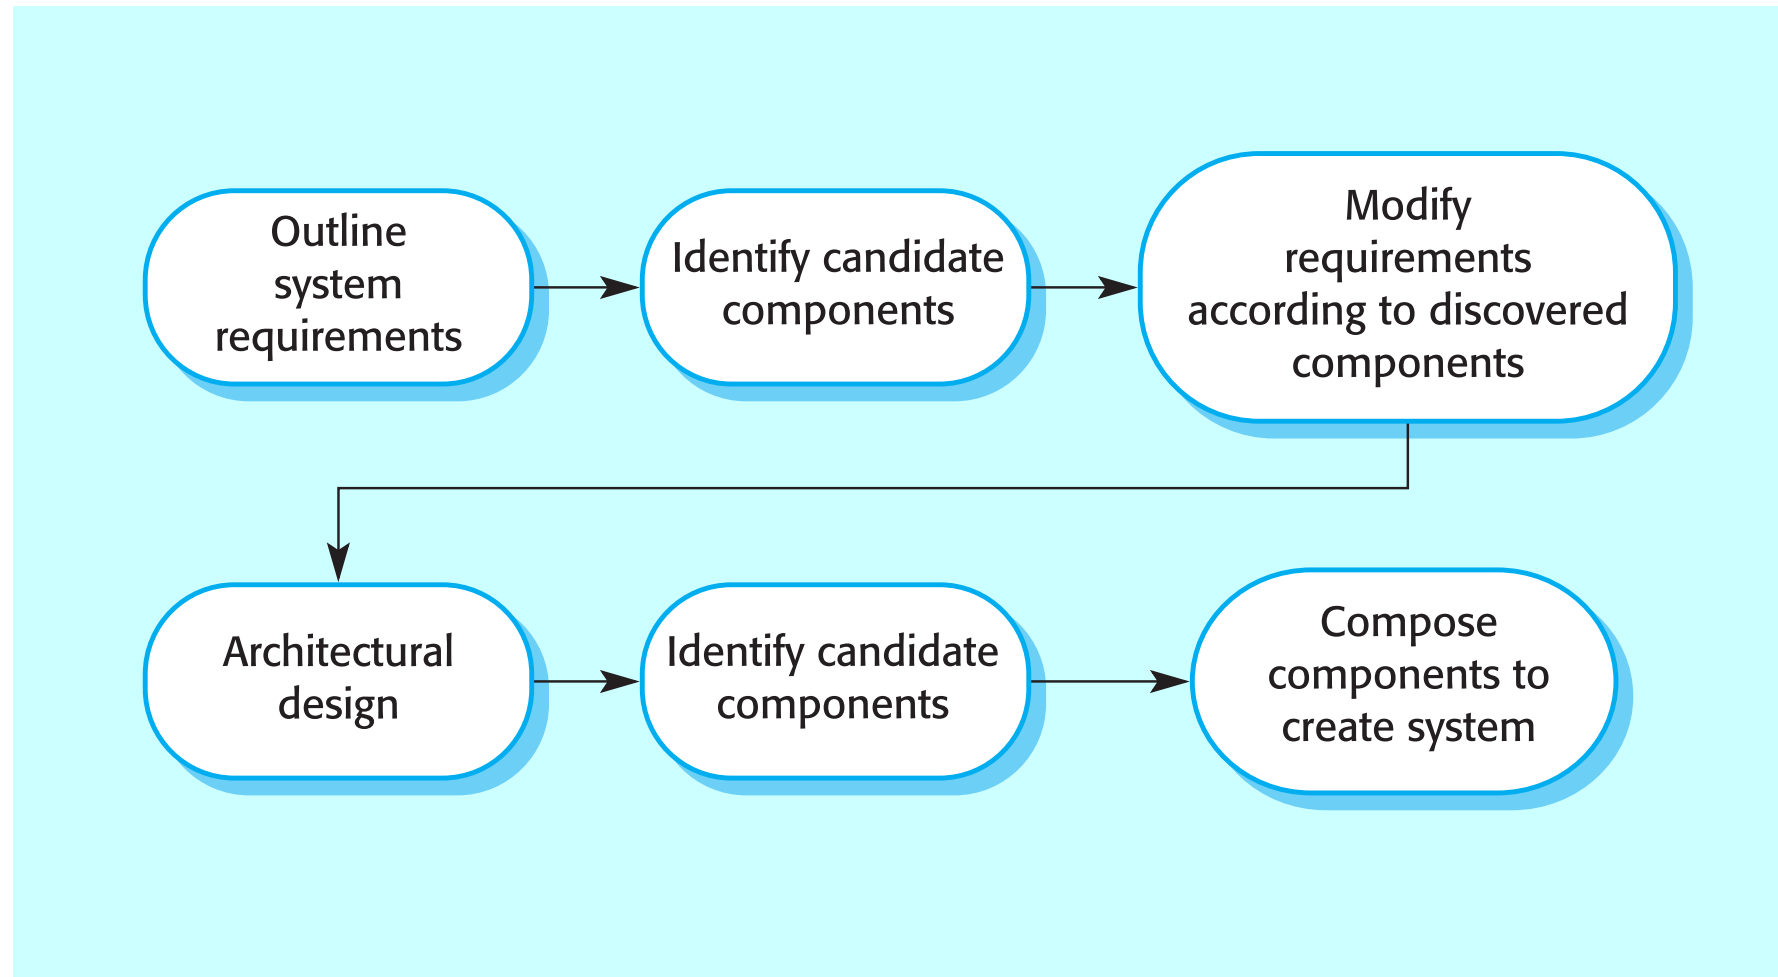 Outline
system
requirements
Identify candidate
components
Modify
requirements
according to discovered
components
Architectural
design
Identify candidate
components
Compose
components to
create system